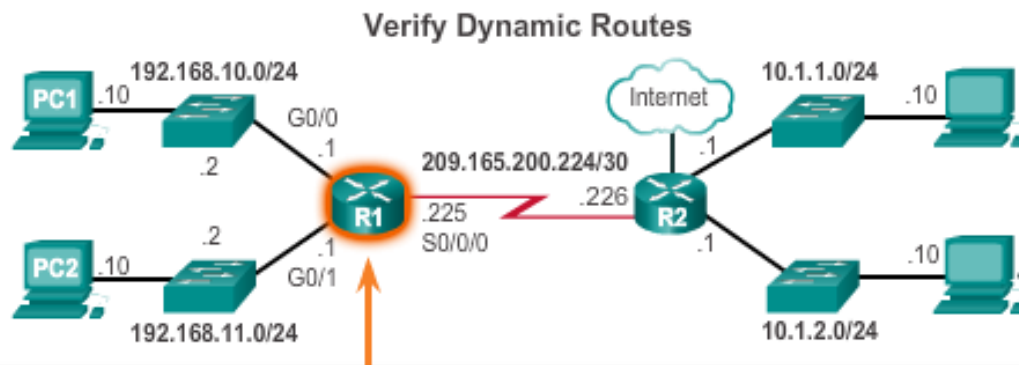 Verify Dynamic Routes
192.168.10.0/24
10.1.1.0/24
PC1
.10
G0/0
.1
.2
Internet
.10
.1
209.165.200.224/30
R1
.225
S0/0/0
.226
R2
PC2
.10
.2
.1
G0/1
192.168.11.0/24
.1
.10
10.1.2.0/24